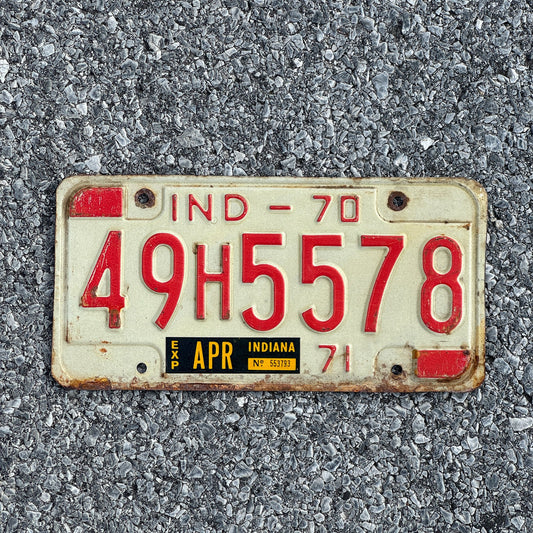 IND - 70
49H5578
EXP APR INDIANA
Nº 553793
71